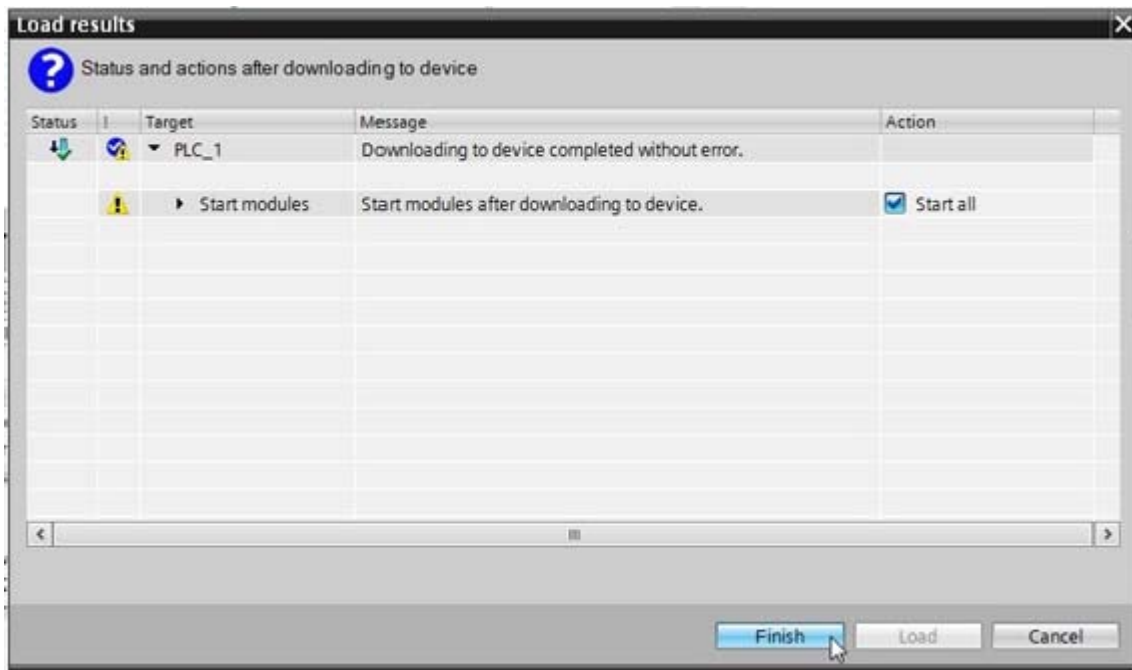 Load results
Status and actions after downloading to device
Status ! Target Message Action
PLC_1 Downloading to device completed without error.
Start modules Start modules after downloading to device. Start all
Finish Load Cancel